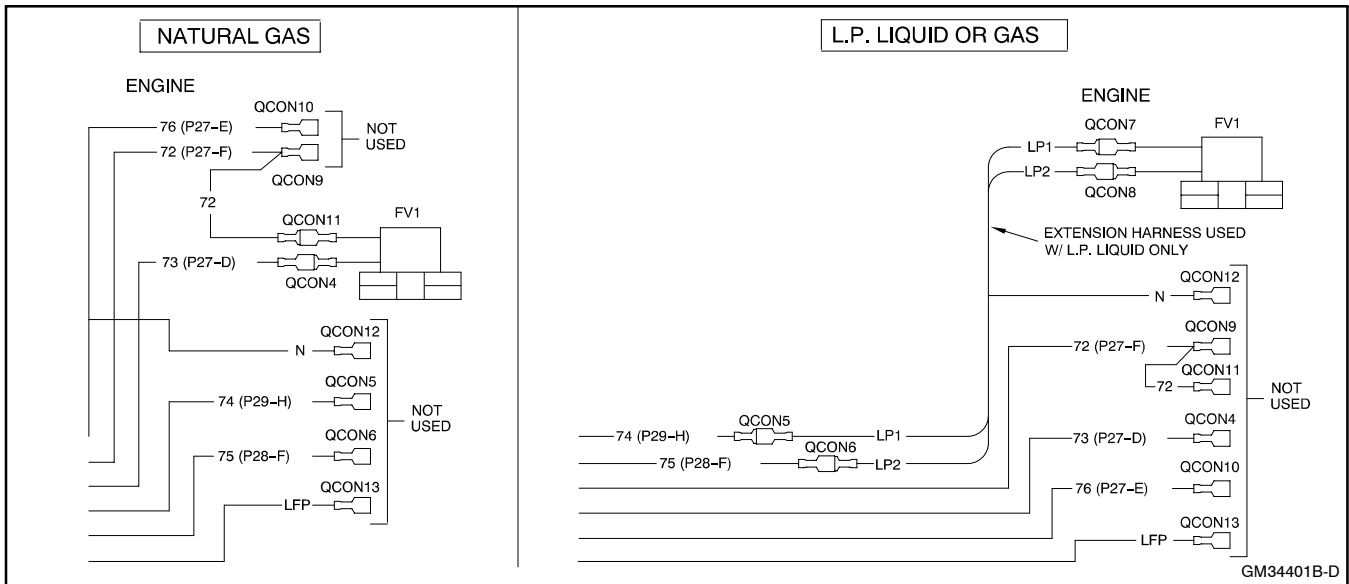 NATURAL GAS
ENGINE
QCON10
76 (P27-E)
NOT
USED
72 (P27-F)
QCON9
72
QCON11
FV1
73 (P27-D)
QCON4
QCON12
N
QCON5
74 (P29-H)
NOT
USED
QCON6
75 (P28-F)
QCON13
LFP
L.P. LIQUID OR GAS
ENGINE
QCON7
FV1
LP1
LP2
QCON8
EXTENSION HARNESS USED
W/ L.P. LIQUID ONLY
QCON12
N
QCON9
72 (P27-F)
QCON11
72
NOT
USED
QCON5
74 (P29-H)
LP1
QCON6
75 (P28-F)
LP2
QCON4
73 (P27-D)
QCON10
76 (P27-E)
QCON13
LFP
GM34401B-D